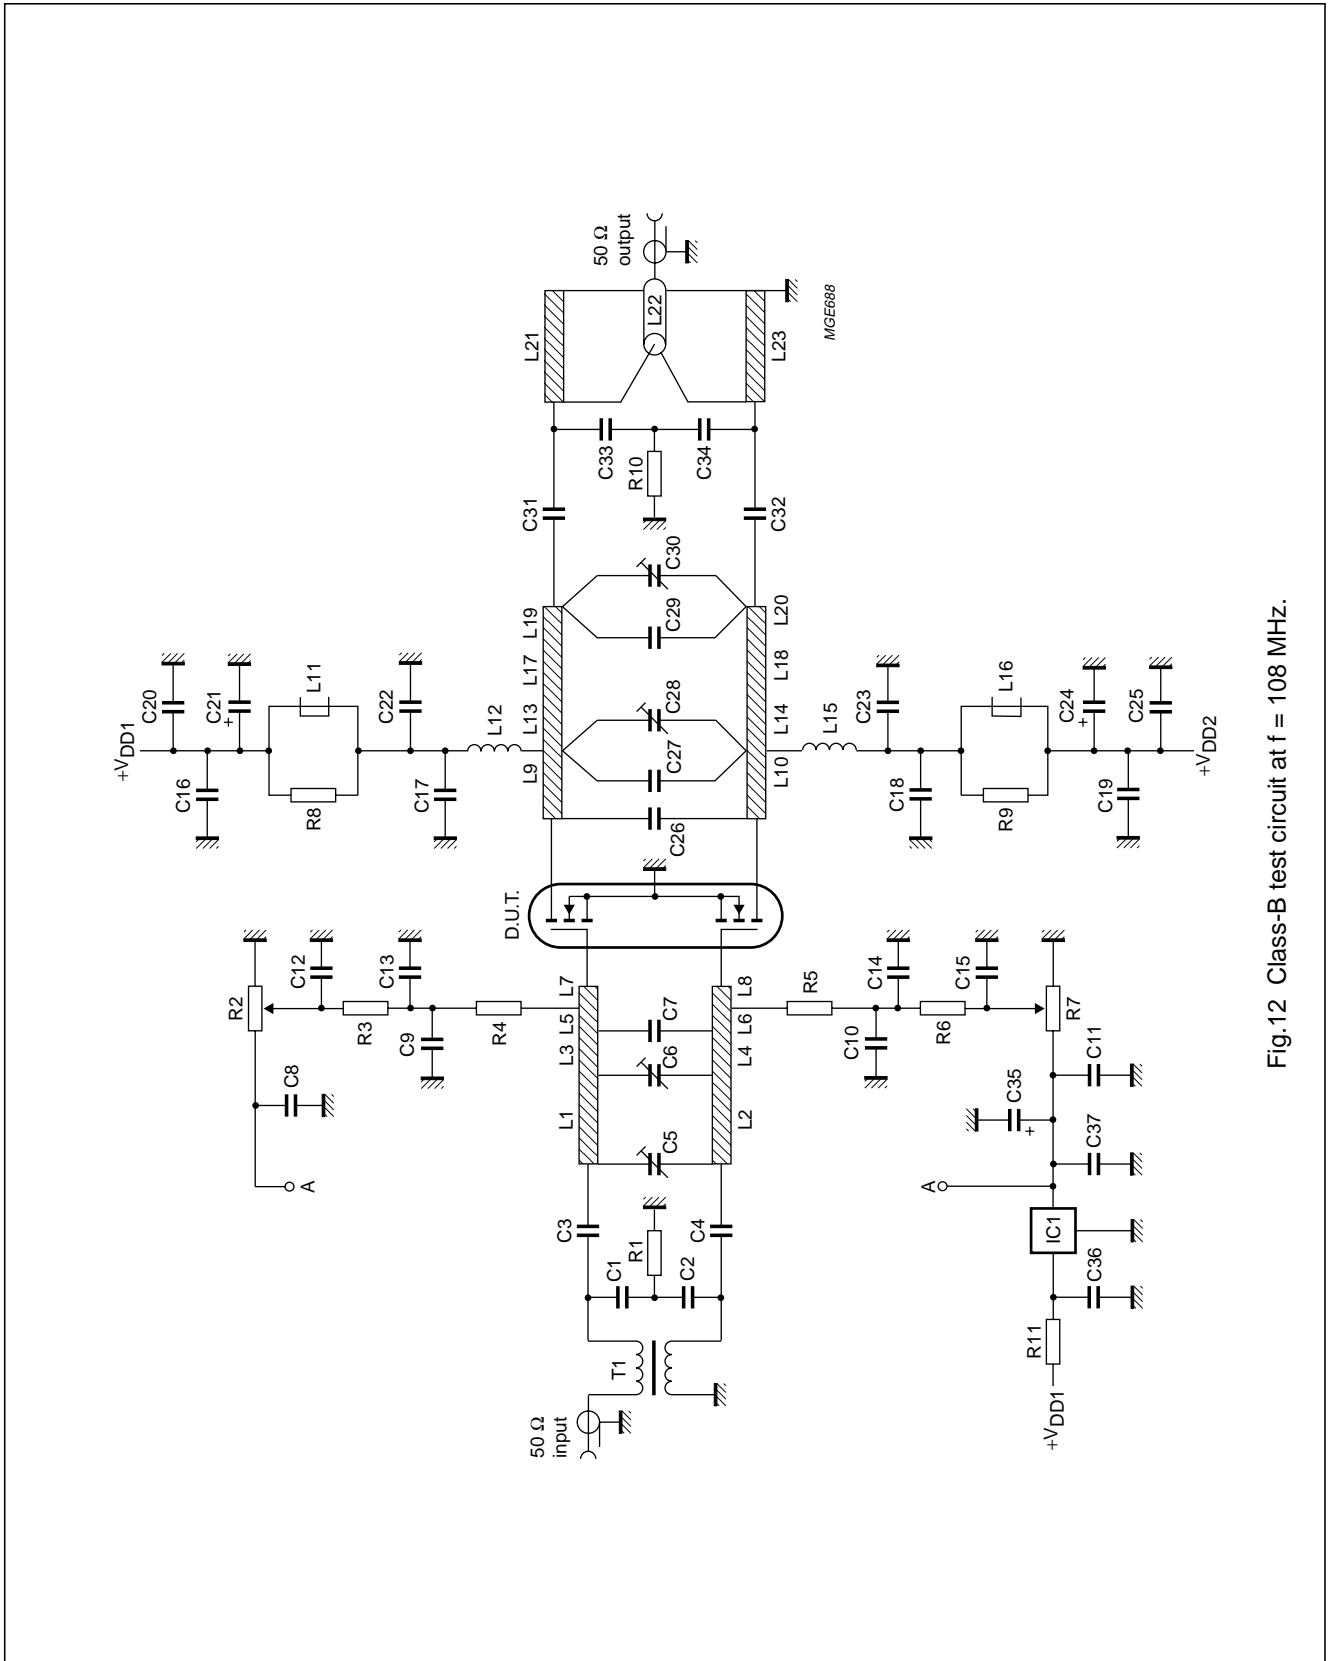 50 Ω
input
T1
C1
C2
R1
C3
C4
C5
L1
L2
C6
L3
L4
C7
L5
L6
L7
L8
A
C8
R2
C12
R3
C13
C9
R4
R5
C14
C10
R6
C15
R7
C11
C35
+
C37
A
IC1
C36
R11
+VDD1
D.U.T.
C26
C27
C28
C29
C30
L9
L13
L17
L19
L10
L14
L18
L20
L12
C17
C22
R8
L11
C21
+
C16
C20
+VDD1
L15
C18
C23
R9
L16
C24
+
C19
C25
+VDD2
C31
C32
C33
R10
C34
L21
L22
L23
50 Ω
output
MGE688
Fig.12 Class-B test circuit at f = 108 MHz.